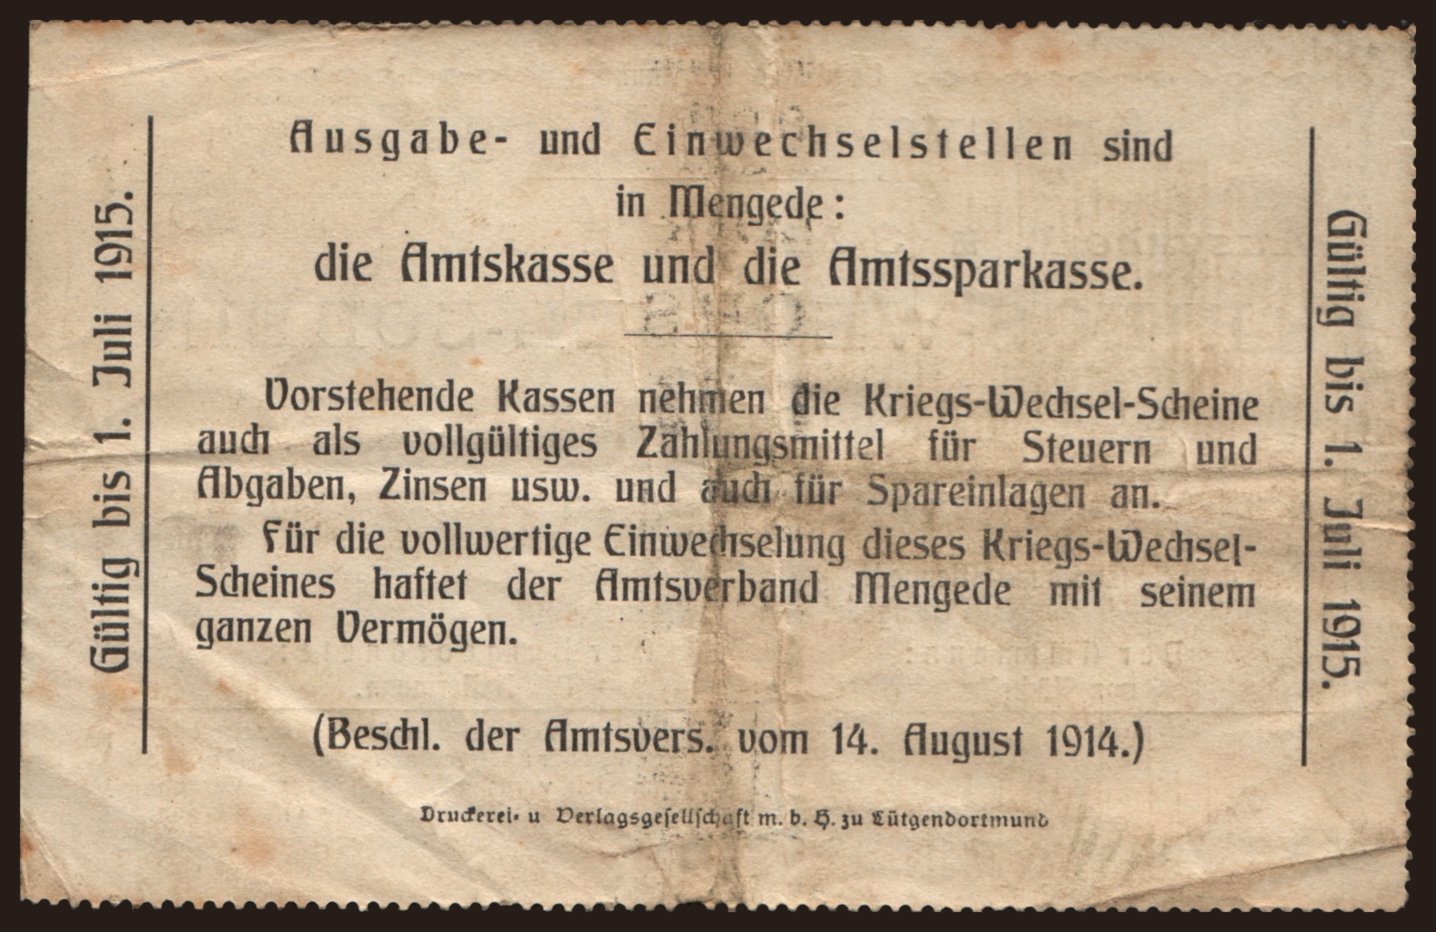 Ausgabe- und Einwechselstellen sind
in Mengede:
die Amtskasse und die Amtssparkasse.
Vorstehende Kassen nehmen die Kriegs-Wechsel-Scheine
auch als vollgültiges Zahlungsmittel für Steuern und
Abgaben, Zinsen usw. und auch für Spareinlagen an.
Für die vollwertige Einwechselung dieses Kriegs-Wechsel-
Scheines haftet der Amtsverband Mengede mit seinem
ganzen Vermögen.
(Beschl. der Amtsvers. vom 14. August 1914.)
Druckerei- u Verlagsgesellschaft m. b. H. zu Lütgendortmund
Gültig bis 1. Juli 1915.
Gültig bis 1. Juli 1915.